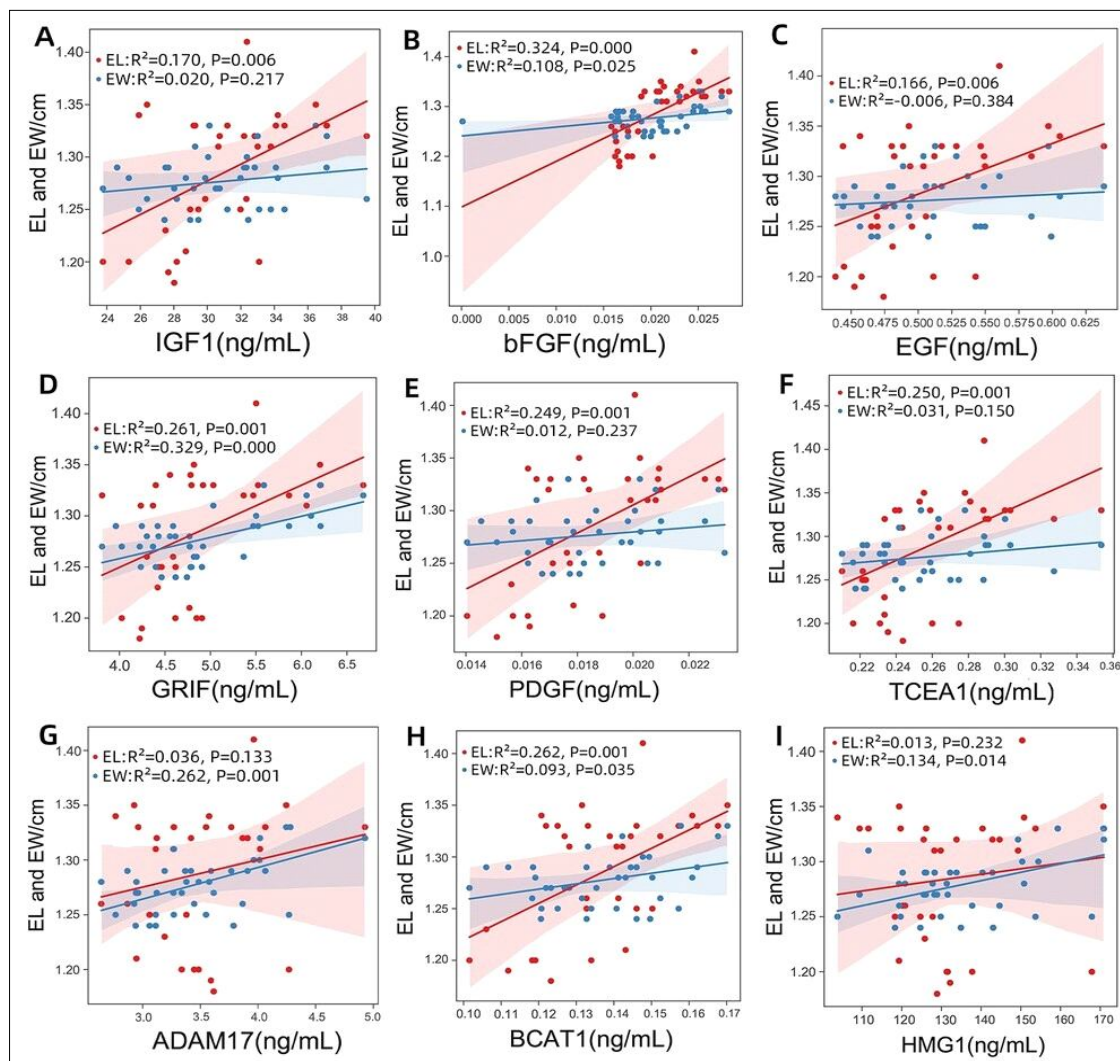 A
EL:R²=0.170, P=0.006
EW:R²=0.020, P=0.217
EL and EW/cm
1.40
1.35
1.30
1.25
1.20
24 26 28 30 32 34 36 38 40
IGF1(ng/mL)
B
EL:R²=0.324, P=0.000
EW:R²=0.108, P=0.025
EL and EW/cm
1.4
1.3
1.2
1.1
1.0
0.000 0.005 0.010 0.015 0.020 0.025
bFGF(ng/mL)
C
EL:R²=0.166, P=0.006
EW:R²=-0.006, P=0.384
EL and EW/cm
1.40
1.35
1.30
1.25
1.20
0.450 0.475 0.500 0.525 0.550 0.575 0.600 0.625
EGF(ng/mL)
D
EL:R²=0.261, P=0.001
EW:R²=0.329, P=0.000
EL and EW/cm
1.40
1.35
1.30
1.25
1.20
4.0 4.5 5.0 5.5 6.0 6.5
GRIF(ng/mL)
E
EL:R²=0.249, P=0.001
EW:R²=0.012, P=0.237
EL and EW/cm
1.40
1.35
1.30
1.25
1.20
0.014 0.016 0.018 0.020 0.022
PDGF(ng/mL)
F
EL:R²=0.250, P=0.001
EW:R²=0.031, P=0.150
EL and EW/cm
1.45
1.40
1.35
1.30
1.25
1.20
0.22 0.24 0.26 0.28 0.30 0.32 0.34 0.36
TCEA1(ng/mL)
G
EL:R²=0.036, P=0.133
EW:R²=0.262, P=0.001
EL and EW/cm
1.40
1.35
1.30
1.25
1.20
3.0 3.5 4.0 4.5 5.0
ADAM17(ng/mL)
H
EL:R²=0.262, P=0.001
EW:R²=0.093, P=0.035
EL and EW/cm
1.40
1.35
1.30
1.25
1.20
0.10 0.11 0.12 0.13 0.14 0.15 0.16 0.17
BCAT1(ng/mL)
I
EL:R²=0.013, P=0.232
EW:R²=0.134, P=0.014
EL and EW/cm
1.40
1.35
1.30
1.25
1.20
110 120 130 140 150 160 170
HMG1(ng/mL)